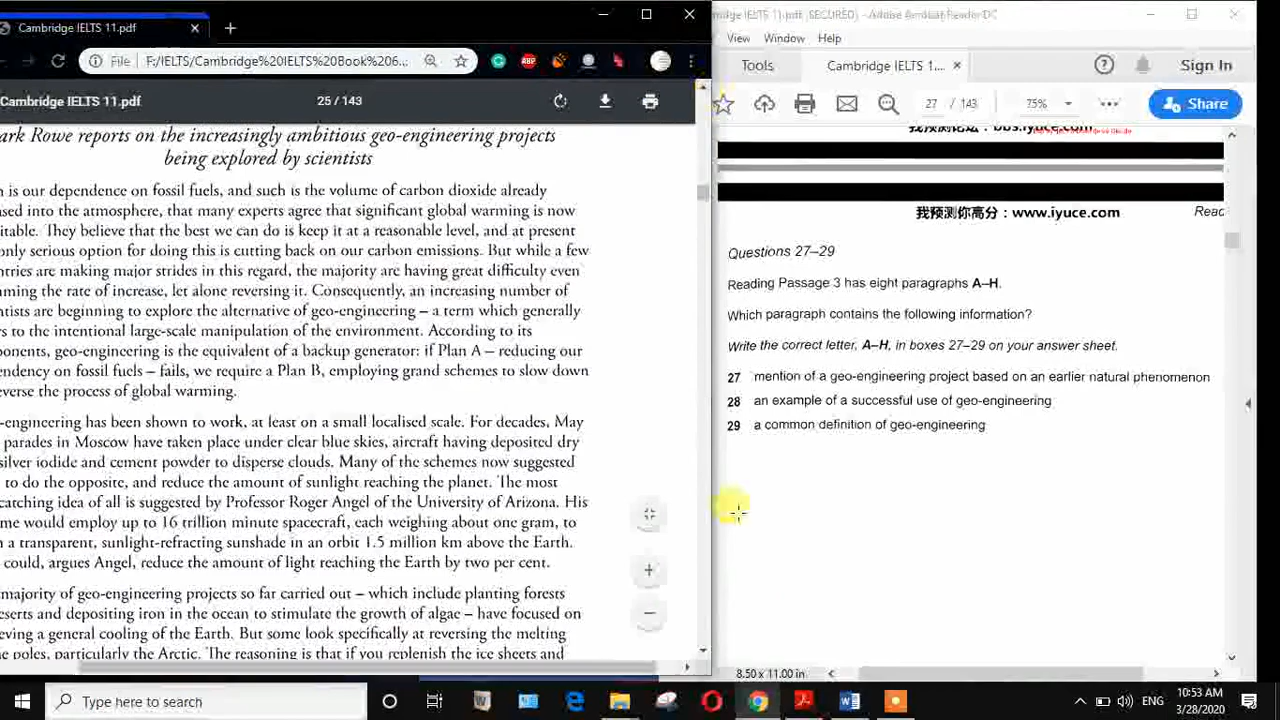 Cambridge IELTS 11.pdf
File F:/IELTS/Cambridge%20IELTS%20Book%206...
ABP
Cambridge IELTS 11.pdf
25 / 143
ark Rowe reports on the increasingly ambitious geo-engineering projects
being explored by scientists
h is our dependence on fossil fuels, and such is the volume of carbon dioxide already
ased into the atmosphere, that many experts agree that significant global warming is now
itable. They believe that the best we can do is keep it at a reasonable level, and at present
only serious option for doing this is cutting back on our carbon emissions. But while a few
ntries are making major strides in this regard, the majority are having great difficulty even
ming the rate of increase, let alone reversing it. Consequently, an increasing number of
ntists are beginning to explore the alternative of geo-engineering – a term which generally
rs to the intentional large-scale manipulation of the environment. According to its
ponents, geo-engineering is the equivalent of a backup generator: if Plan A – reducing our
endency on fossil fuels – fails, we require a Plan B, employing grand schemes to slow down
everse the process of global warming.
-engineering has been shown to work, at least on a small localised scale. For decades, May
parades in Moscow have taken place under clear blue skies, aircraft having deposited dry
silver iodide and cement powder to disperse clouds. Many of the schemes now suggested
to do the opposite, and reduce the amount of sunlight reaching the planet. The most
catching idea of all is suggested by Professor Roger Angel of the University of Arizona. His
me would employ up to 16 trillion minute spacecraft, each weighing about one gram, to
n a transparent, sunlight-refracting sunshade in an orbit 1.5 million km above the Earth.
could, argues Angel, reduce the amount of light reaching the Earth by two per cent.
majority of geo-engineering projects so far carried out – which include planting forests
eserts and depositing iron in the ocean to stimulate the growth of algae – have focused on
eving a general cooling of the Earth. But some look specifically at reversing the melting
e poles, particularly the Arctic. The reasoning is that if you replenish the ice sheets and
ridge IELTS 11.pdf (SECURED) - Adobe Acrobat Reader DC
View Window Help
Tools
Cambridge IELTS 1...
Sign In
27 / 143
75%
Share
我预测论坛：bbs.iyuce.com
我预测你高分：www.iyuce.com
Read
Questions 27–29
Reading Passage 3 has eight paragraphs A–H.
Which paragraph contains the following information?
Write the correct letter, A–H, in boxes 27–29 on your answer sheet.
27 mention of a geo-engineering project based on an earlier natural phenomenon
28 an example of a successful use of geo-engineering
29 a common definition of geo-engineering
8.50 x 11.00 in
Type here to search
ENG
10:53 AM
3/28/2020